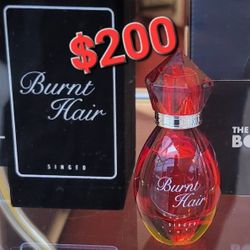 $200
Burnt
Hair
SINGED
THE
BO
Burnt
Hair
SINGED